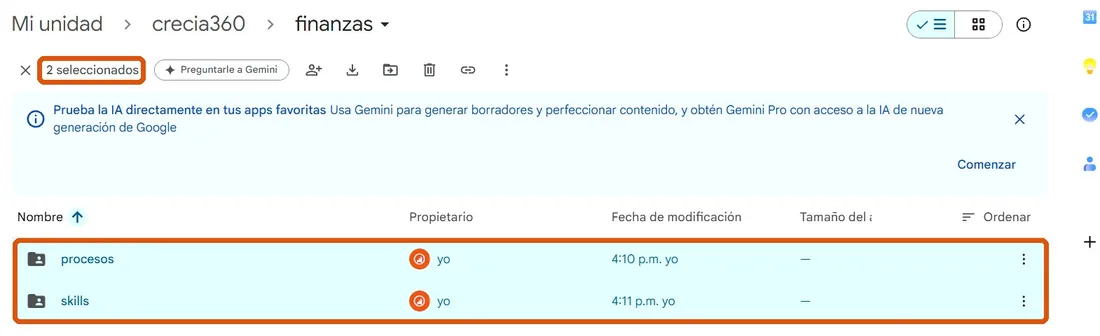 Mi unidad > crecia360 > finanzas
2 seleccionados Preguntarle a Gemini
Prueba la IA directamente en tus apps favoritas Usa Gemini para generar borradores y perfeccionar contenido, y obtén Gemini Pro con acceso a la IA de nueva
generación de Google
Comenzar
Nombre Propietario Fecha de modificación Tamaño del Ordenar
procesos yo 4:10 p.m. yo —
skills yo 4:11 p.m. yo —
31